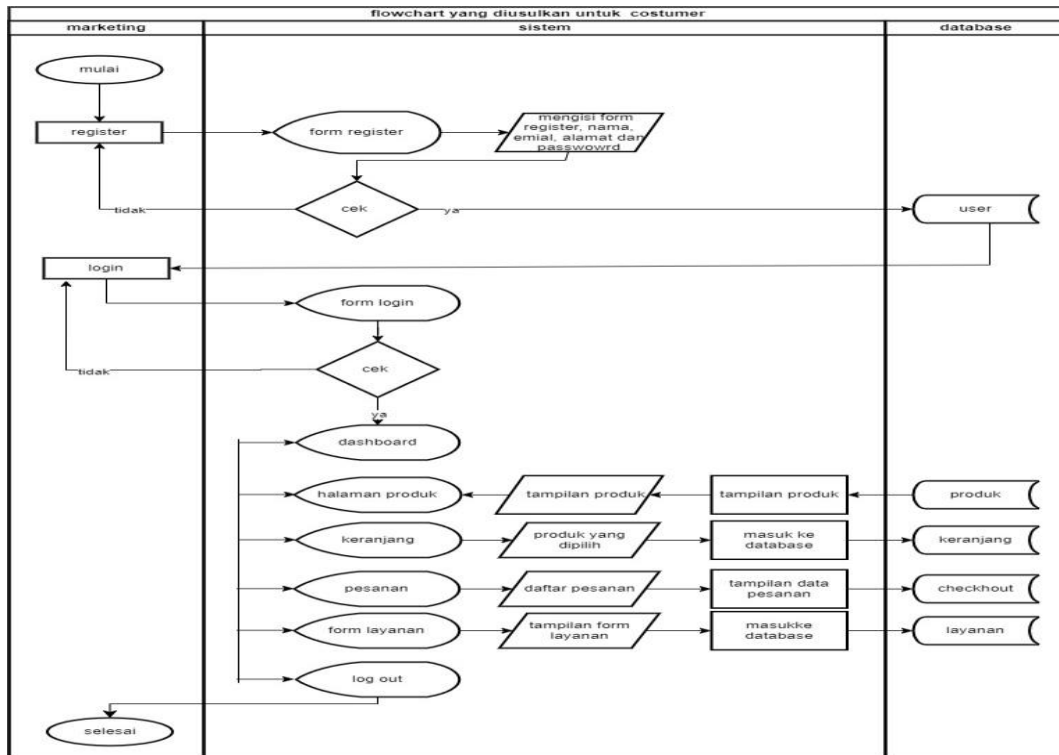 flowchart yang diusulkan untuk costumer
marketing
sistem
database
mulai
register
form register
mengisi form
register, nama,
emial, alamat dan
passwowrd
cek
tidak
ya
user
login
form login
cek
tidak
ya
dashboard
halaman produk
tampilan produk
tampilan produk
produk
keranjang
produk yang
dipilih
masuk ke
database
keranjang
pesanan
daftar pesanan
tampilan data
pesanan
checkhout
form layanan
tampilan form
layanan
masukke
database
layanan
log out
selesai